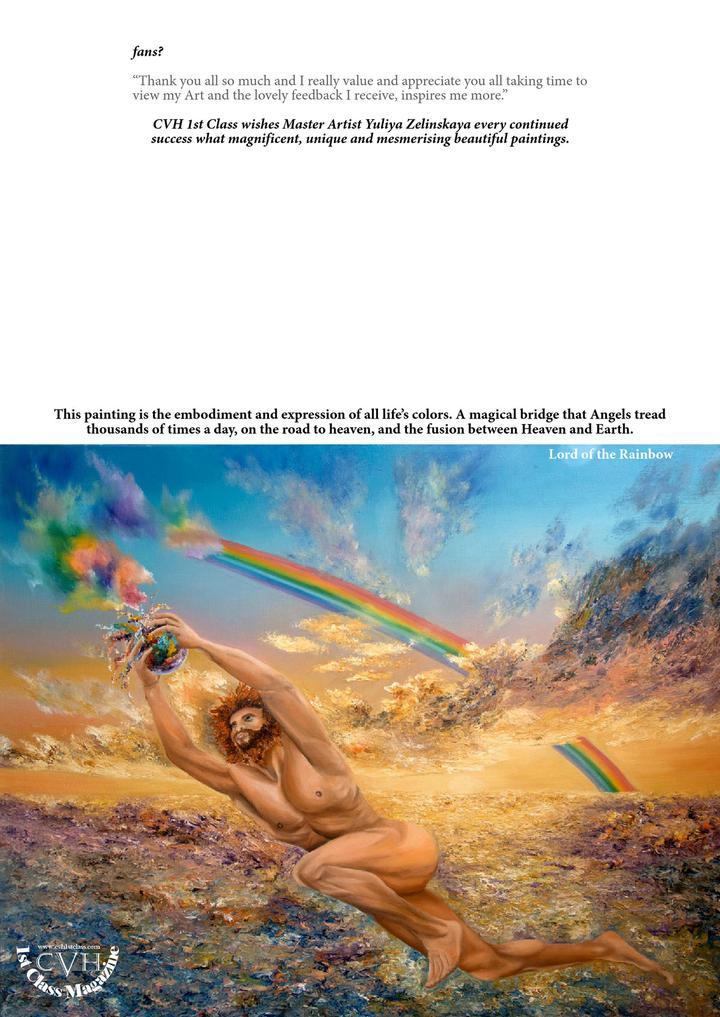 fans?
“Thank you all so much and I really value and appreciate you all taking time to
view my Art and the lovely feedback I receive, inspires me more.”
CVH 1st Class wishes Master Artist Yuliya Zelinskaya every continued
success what magnificent, unique and mesmerising beautiful paintings.
This painting is the embodiment and expression of all life’s colors. A magical bridge that Angels tread
thousands of times a day, on the road to heaven, and the fusion between Heaven and Earth.
Lord of the Rainbow
www.cvh1stclass.com
CVH
1st Class Magazine